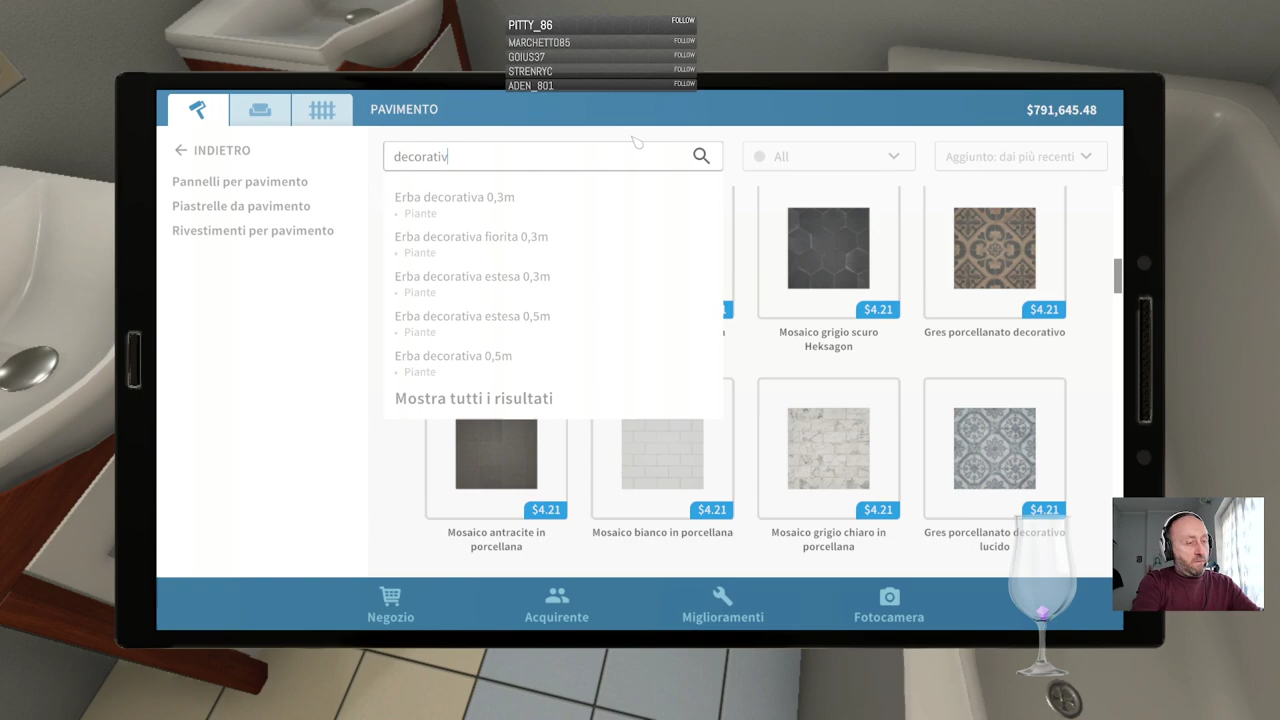 PITTY_86 FOLLOW
MARCHETTO85 FOLLOW
GOIUS37 FOLLOW
STRENRYC FOLLOW
ADEN_801 FOLLOW
PAVIMENTO
$791,645.48
INDIETRO
Pannelli per pavimento
Piastrelle da pavimento
Rivestimenti per pavimento
decorativ
All
Aggiunto: dai più recenti
Erba decorativa 0,3m
• Piante
Erba decorativa fiorita 0,3m
• Piante
Erba decorativa estesa 0,3m
• Piante
Erba decorativa estesa 0,5m
• Piante
Erba decorativa 0,5m
• Piante
Mostra tutti i risultati
$4.21
Mosaico grigio scuro
Heksagon
$4.21
Gres porcellanato decorativo
$4.21
Mosaico antracite in
porcellana
$4.21
Mosaico bianco in porcellana
$4.21
Mosaico grigio chiaro in
porcellana
$4.21
Gres porcellanato decorativo
lucido
Negozio
Acquirente
Miglioramenti
Fotocamera